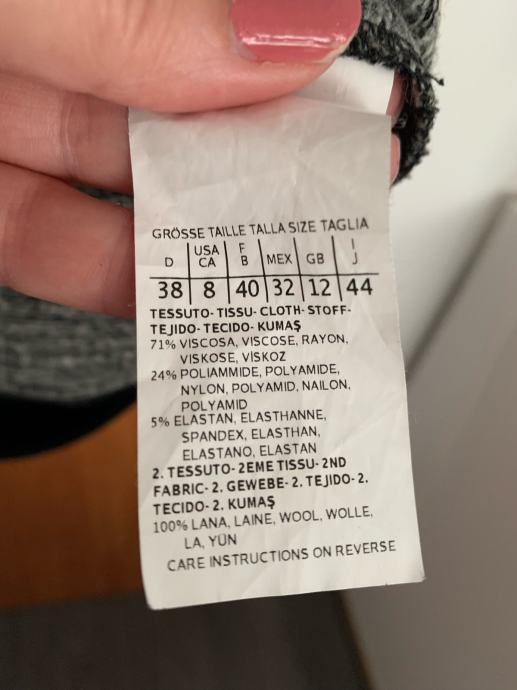 GRÖSSE TAILLE TALLA SIZE TAGLIA
D USA CA F B MEX GB I J
38 8 40 32 12 44
TESSUTO- TISSU- CLOTH- STOFF-
TEJIDO- TECIDO- KUMAŞ
71% VISCOSA, VISCOSE, RAYON,
VISKOSE, VİSKOZ
24% POLIAMMIDE, POLYAMIDE,
NYLON, POLYAMID, NAILON,
POLYAMID
5% ELASTAN, ELASTHANNE,
SPANDEX, ELASTHAN,
ELASTANO, ELASTAN
2. TESSUTO- 2EME TISSU- 2ND
FABRIC- 2. GEWEBE- 2. TEJIDO- 2.
TECIDO- 2. KUMAŞ
100% LANA, LAINE, WOOL, WOLLE,
LA, YÜN
CARE INSTRUCTIONS ON REVERSE